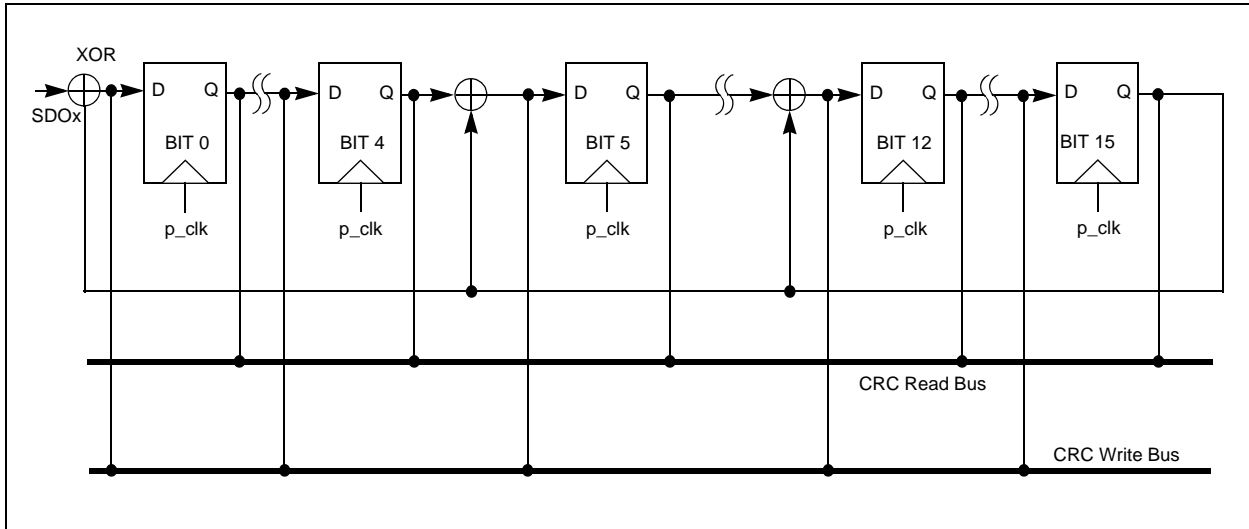 XOR
SDOx
D Q
BIT 0
p_clk
D Q
BIT 4
p_clk
D Q
BIT 5
p_clk
D Q
BIT 12
p_clk
D Q
BIT 15
p_clk
CRC Read Bus
CRC Write Bus